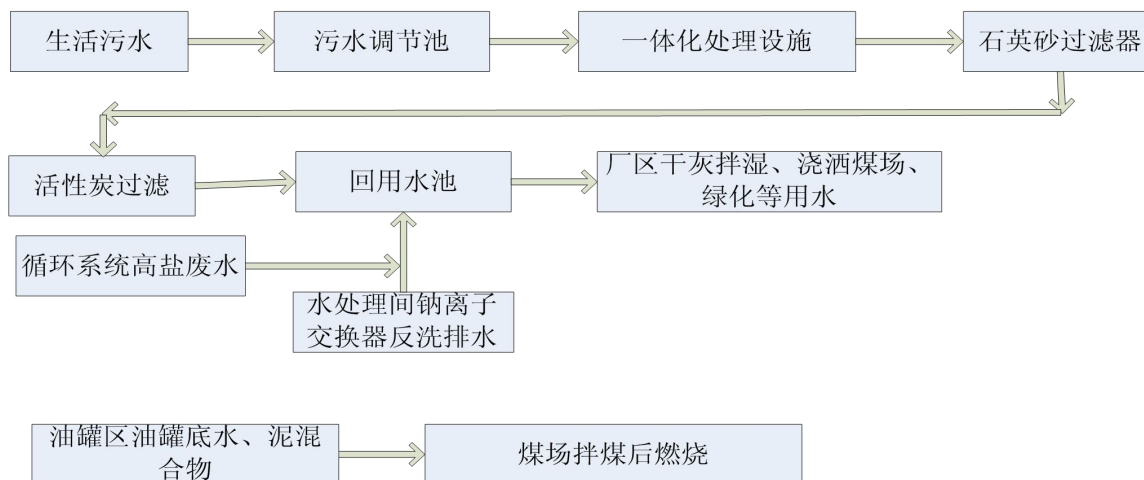 生活污水
污水调节池
一体化处理设施
石英砂过滤器
活性炭过滤
回用水池
厂区干灰拌湿、浇洒煤场、
绿化等用水
循环系统高盐废水
水处理间钠离子
交换器反洗排水
油罐区油罐底水、泥混
合物
煤场拌煤后燃烧